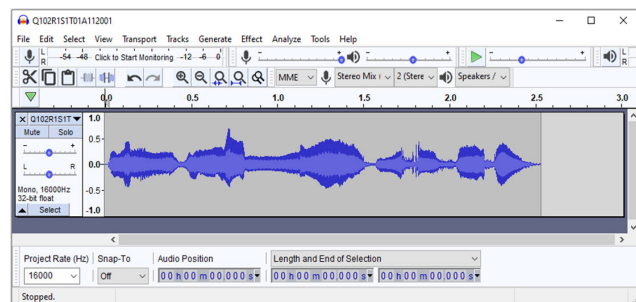 Q102R1S1T01A112001
File Edit Select View Transport Tracks Generate Effect Analyze Tools Help
L R -54 -48 Click to Start Monitoring -12 -6 0 L R
MME Stereo Mix ( 2 (Stere Speakers /
0.0 0.5 1.0 1.5 2.0 2.5 3.0
Q102R1S1T
Mute Solo
- +
L R
Mono, 16000Hz
32-bit float
Select
1.0
0.5-
0.0-
-0.5-
-1.0
Project Rate (Hz) Snap-To Audio Position Length and End of Selection
16000 Off 00 h 00 m 00.000 s 00 h 00 m 00.000 s 00 h 00 m 00.000 s
Stopped.